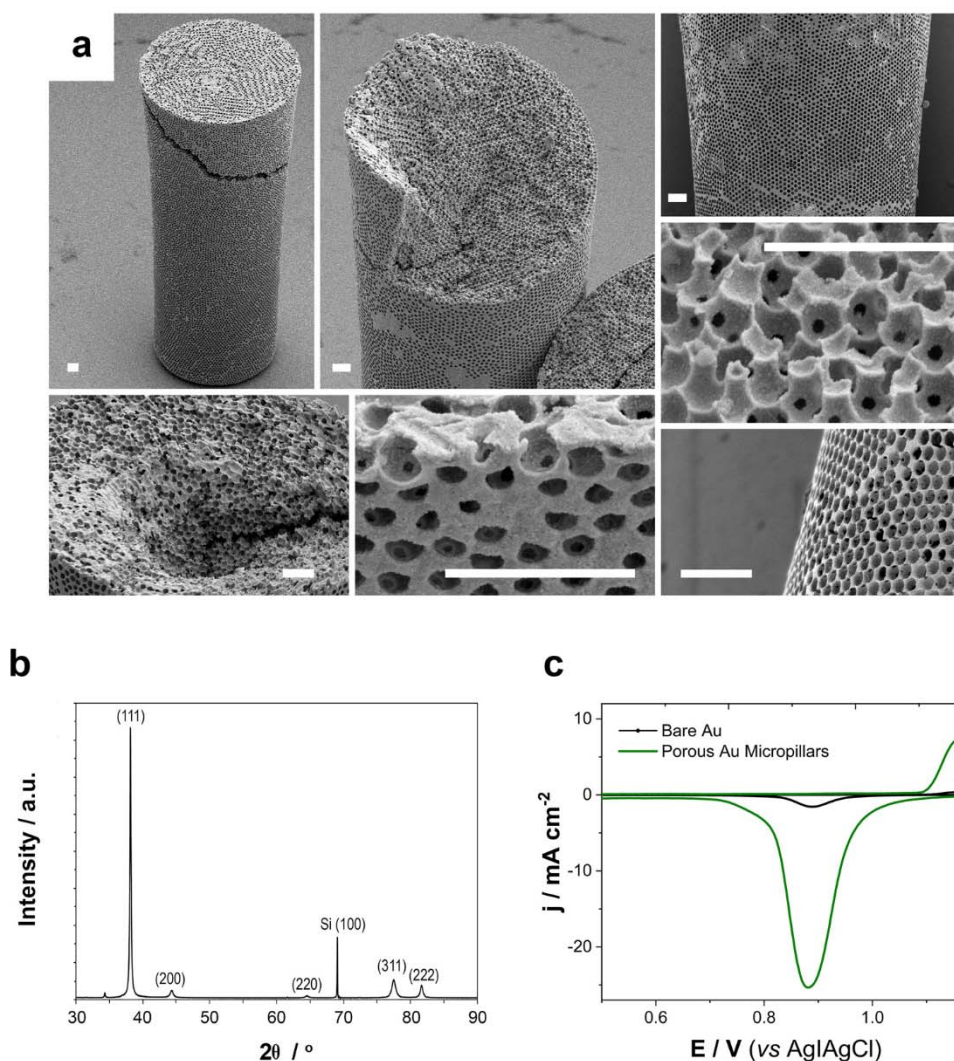 a
b
Intensity / a.u.
(111)
(200)
(220)
Si (100)
(311)
(222)
30 40 50 60 70 80 90
2θ / °
c
j / mA cm-2
10
0
-10
-20
Bare Au
Porous Au Micropillars
0.6 0.8 1.0
E / V (vs Ag|AgCl)